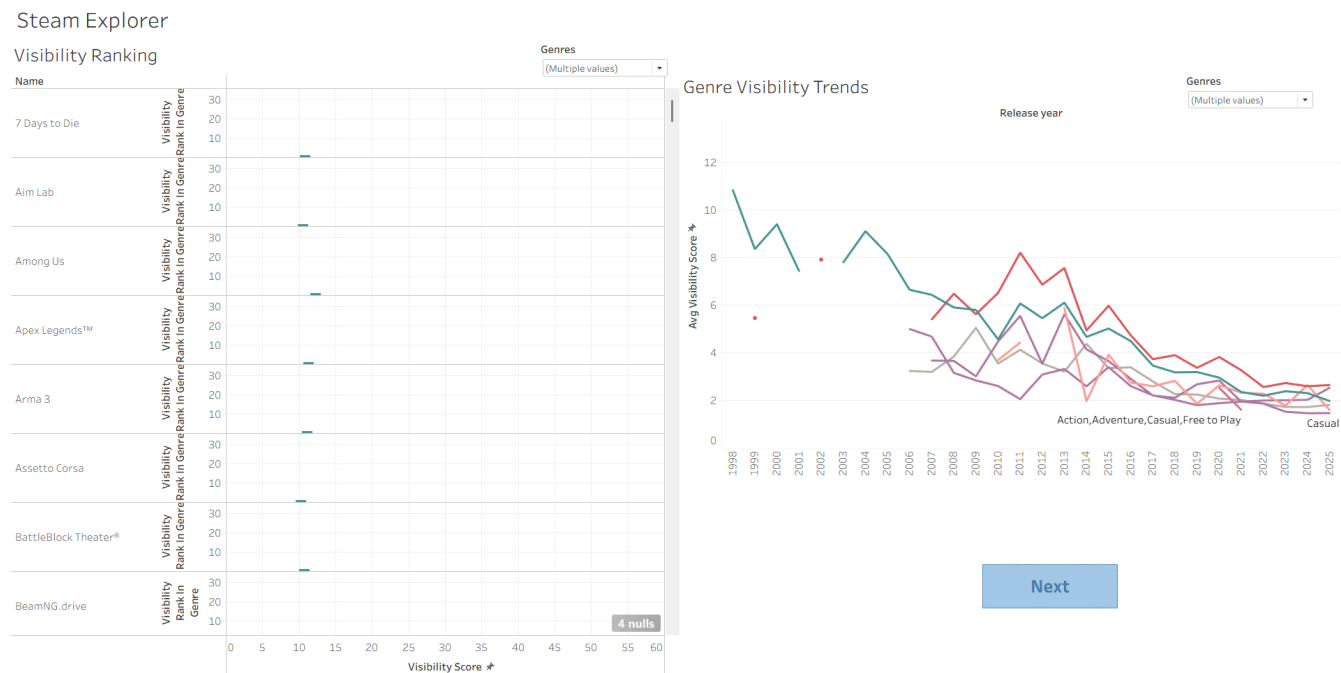 Steam Explorer
Visibility Ranking
Genres
(Multiple values)
Name
7 Days to Die
Visibility
Rank In Genre
30
20
10
Aim Lab
Visibility
Rank In Genre
30
20
10
Among Us
Visibility
Rank In Genre
30
20
10
Apex Legends™
Visibility
Rank In Genre
30
20
10
Arma 3
Visibility
Rank In Genre
30
20
10
Assetto Corsa
Visibility
Rank In Genre
30
20
10
BattleBlock Theater®
Visibility
Rank In Genre
30
20
10
BeamNG.drive
Visibility
Rank In
Genre
30
20
10
4 nulls
0 5 10 15 20 25 30 35 40 45 50 55 60
Visibility Score
Genre Visibility Trends
Genres
(Multiple values)
Release year
Avg Visibility Score
12
10
8
6
4
2
0
Action,Adventure,Casual,Free to Play
Casual
1998 1999 2000 2001 2002 2003 2004 2005 2006 2007 2008 2009 2010 2011 2012 2013 2014 2015 2016 2017 2018 2019 2020 2021 2022 2023 2024 2025
Next